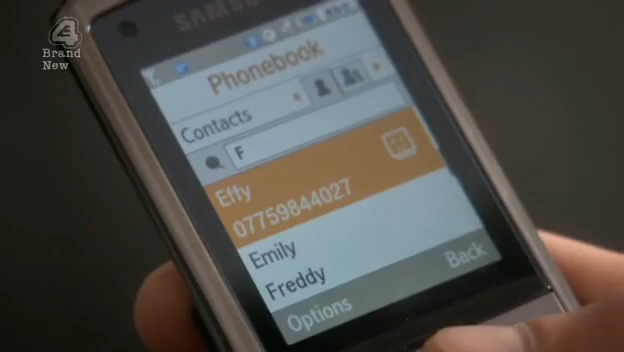 4
Brand
New
SAMSUNG
Phonebook
Contacts
F
Effy
07759844027
Emily
Freddy
Options
Back